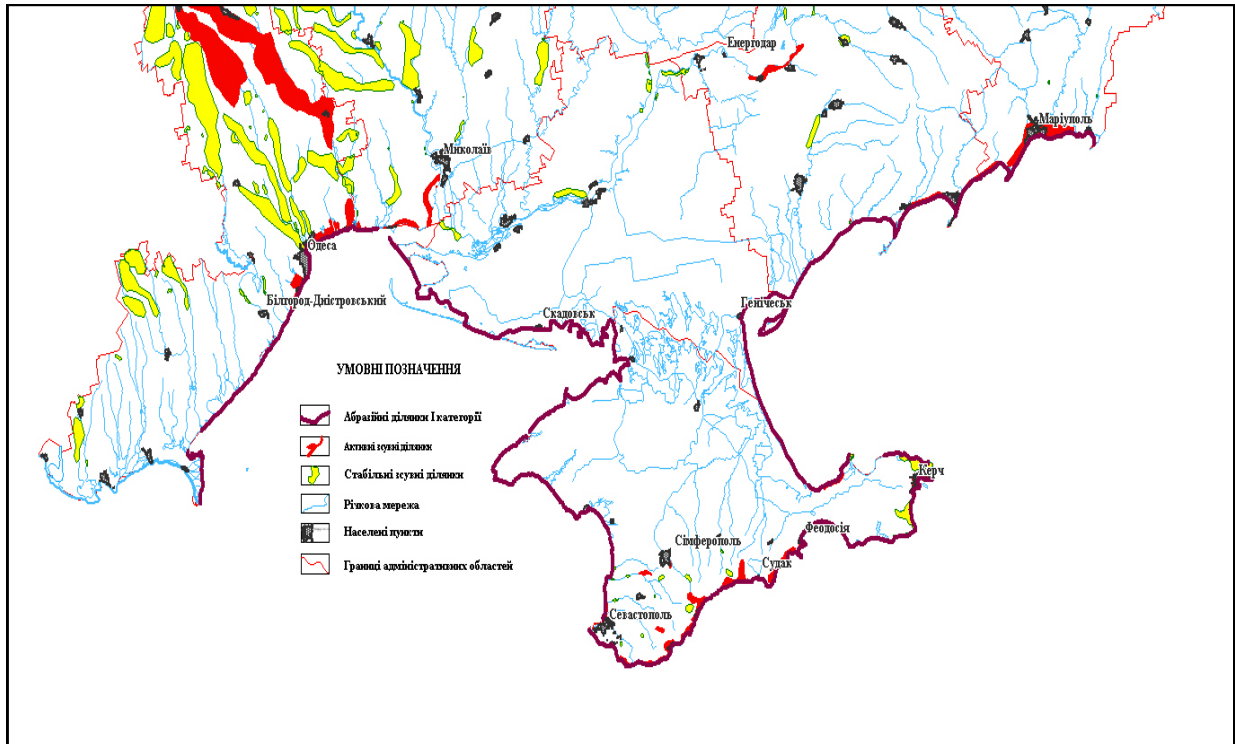 Енергодар
Маріуполь
Миколаїв
Одеса
Білгород-Дністровський
Генічеськ
Скадовськ
УМОВНІ ПОЗНАЧЕННЯ
Абразійні ділянки І категорії
Активні зсувні ділянки
Стабільні зсувні ділянки
Річкова мережа
Населені пункти
Границі адміністративних областей
Керч
Феодосія
Сімферополь
Судак
Севастополь